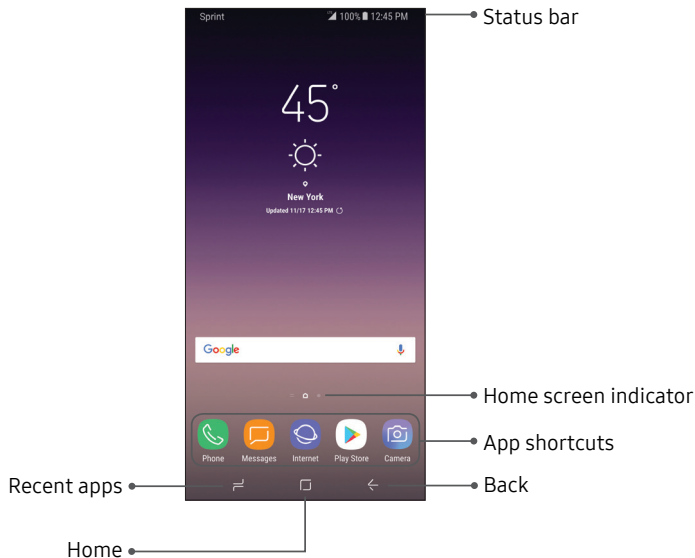 Sprint 100% 12:45 PM
Status bar
45°
New York
Updated 11/17 12:45 PM
Google
Home screen indicator
App shortcuts
Phone Messages Internet Play Store Camera
Recent apps
Back
Home